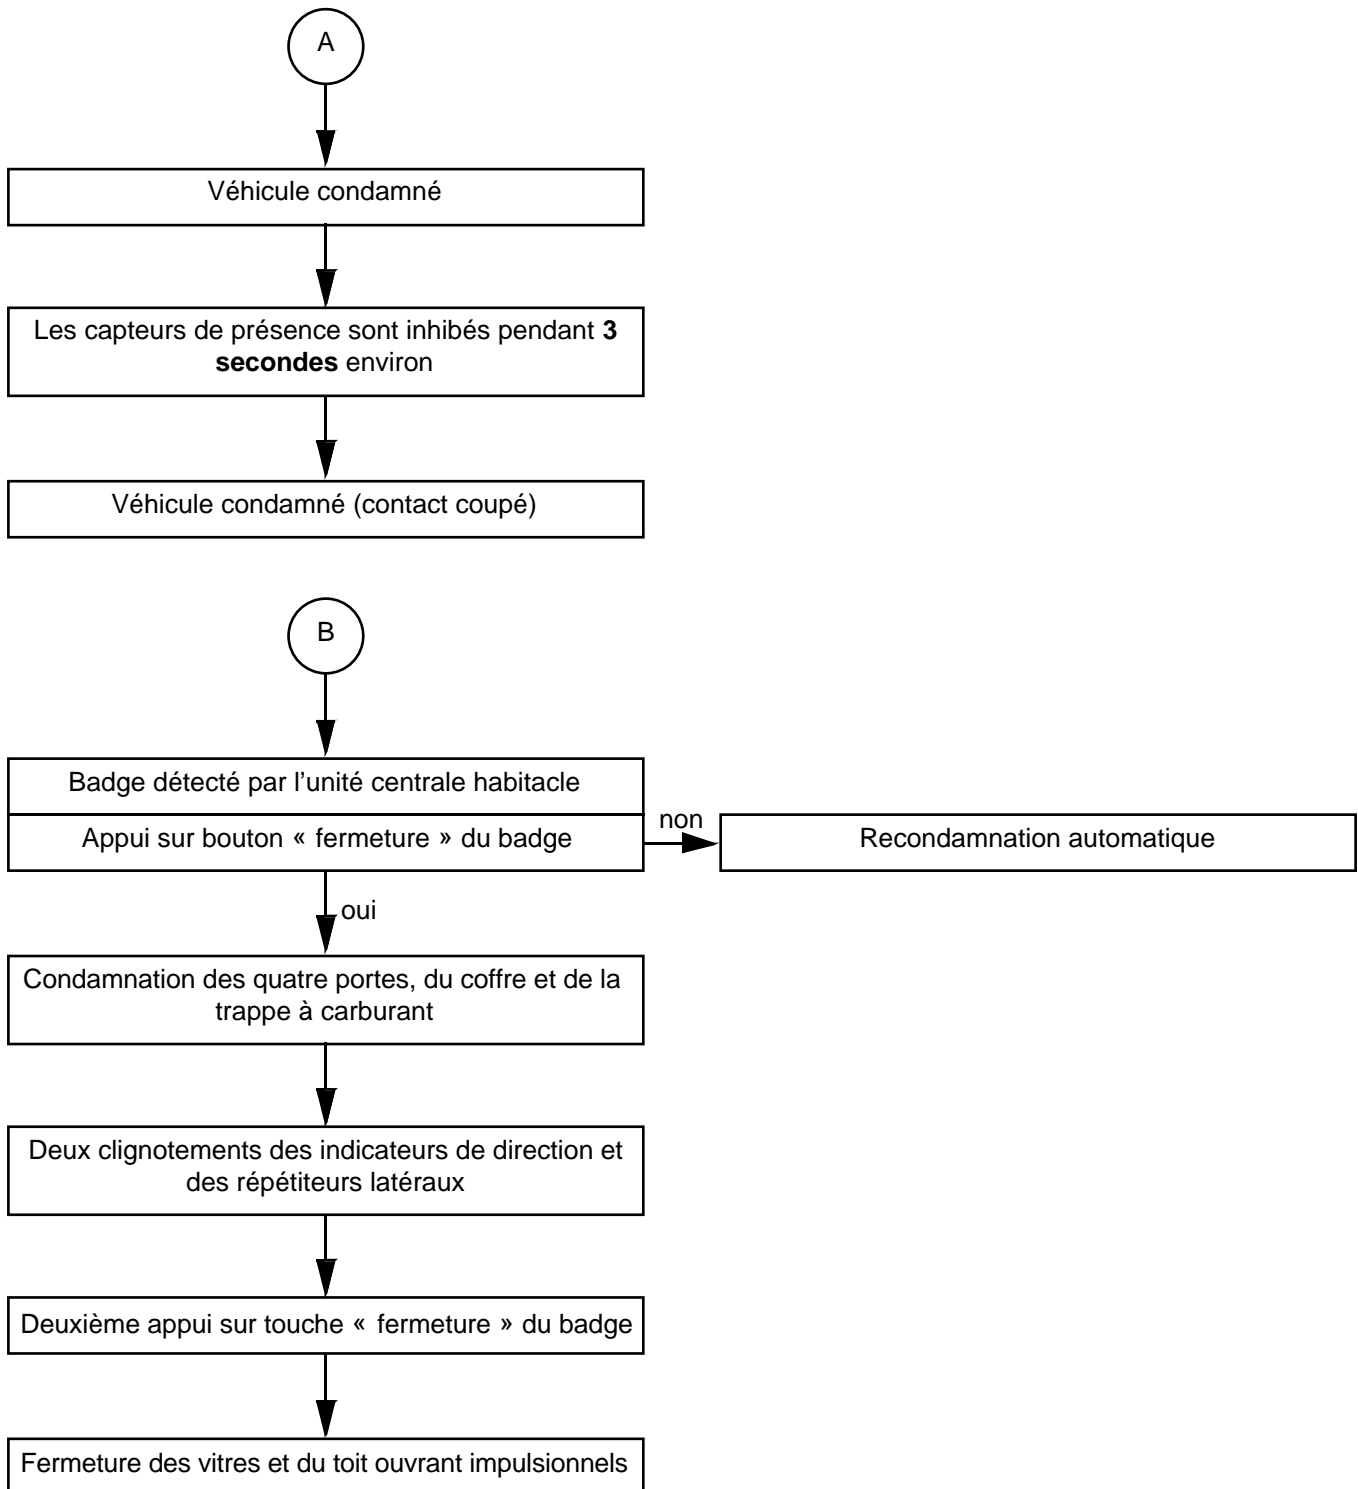 A
Véhicule condamné
Les capteurs de présence sont inhibés pendant 3
secondes environ
Véhicule condamné (contact coupé)
B
Badge détecté par l’unité centrale habitacle
Appui sur bouton « fermeture » du badge
non
Recondamnation automatique
oui
Condamnation des quatre portes, du coffre et de la
trappe à carburant
Deux clignotements des indicateurs de direction et
des répétiteurs latéraux
Deuxième appui sur touche « fermeture » du badge
Fermeture des vitres et du toit ouvrant impulsionnels